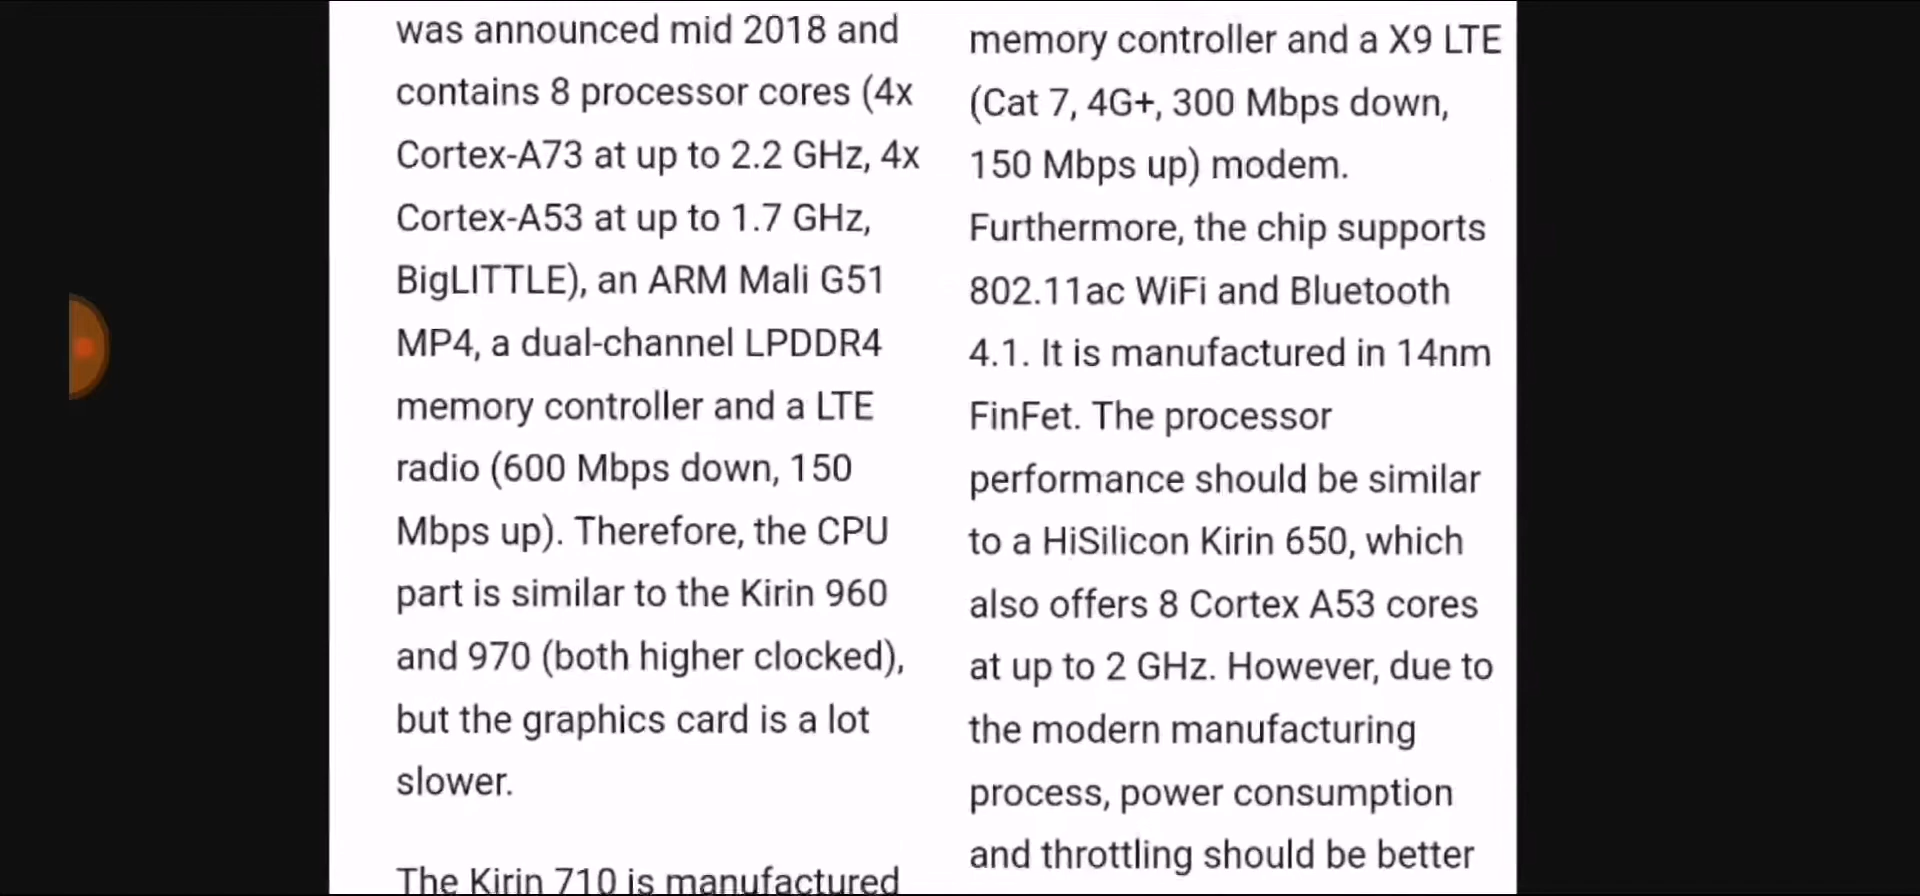 was announced mid 2018 and
contains 8 processor cores (4x
Cortex-A73 at up to 2.2 GHz, 4x
Cortex-A53 at up to 1.7 GHz,
BigLITTLE), an ARM Mali G51
MP4, a dual-channel LPDDR4
memory controller and a LTE
radio (600 Mbps down, 150
Mbps up). Therefore, the CPU
part is similar to the Kirin 960
and 970 (both higher clocked),
but the graphics card is a lot
slower.
The Kirin 710 is manufactured
memory controller and a X9 LTE
(Cat 7, 4G+, 300 Mbps down,
150 Mbps up) modem.
Furthermore, the chip supports
802.11ac WiFi and Bluetooth
4.1. It is manufactured in 14nm
FinFet. The processor
performance should be similar
to a HiSilicon Kirin 650, which
also offers 8 Cortex A53 cores
at up to 2 GHz. However, due to
the modern manufacturing
process, power consumption
and throttling should be better